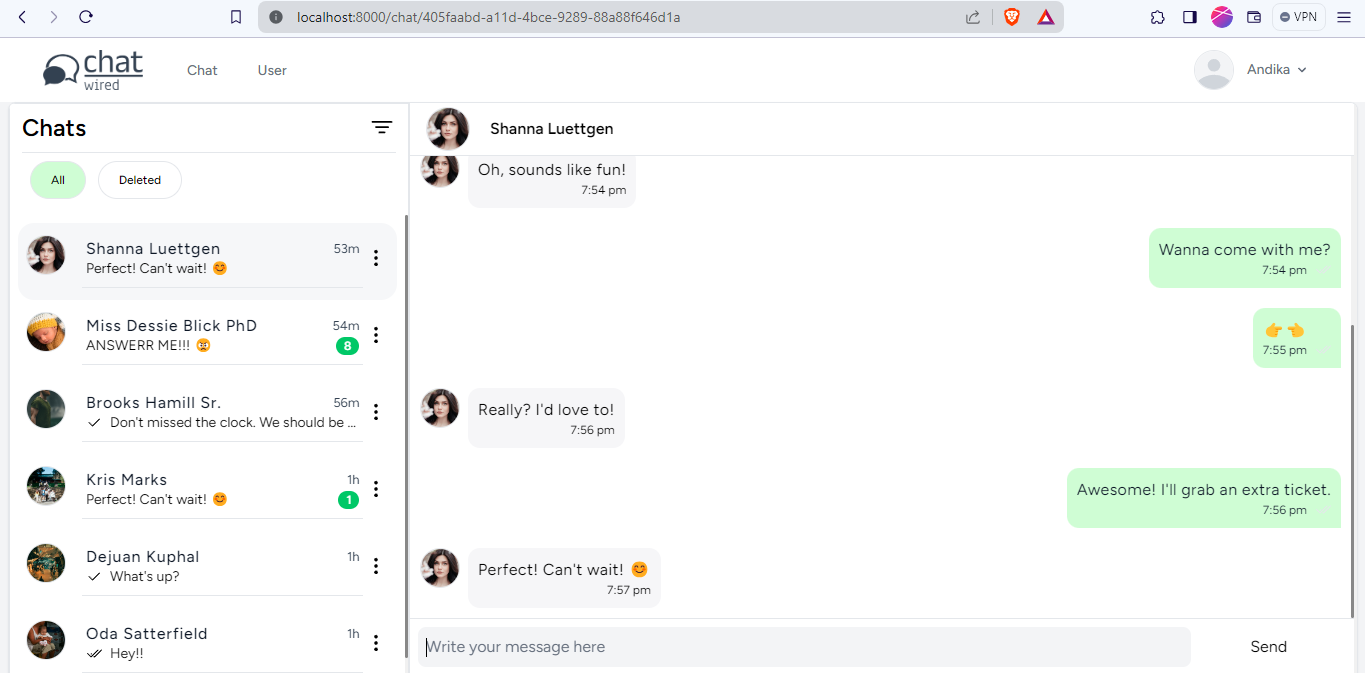 localhost:8000/chat/405faabd-a11d-4bce-9289-88a88f646d1a
VPN
chat
wired
Chat
User
Andika
Chats
All
Deleted
Shanna Luettgen
53m
Perfect! Can't wait! 😊
Miss Dessie Blick PhD
54m
ANSWERR ME!!! 😡
8
Brooks Hamill Sr.
56m
Don't missed the clock. We should be ...
Kris Marks
1h
Perfect! Can't wait! 😊
1
Dejuan Kuphal
1h
What's up?
Oda Satterfield
1h
Hey!!
Shanna Luettgen
Oh, sounds like fun!
7:54 pm
Wanna come with me?
7:54 pm
👉👈
7:55 pm
Really? I'd love to!
7:56 pm
Awesome! I'll grab an extra ticket.
7:56 pm
Perfect! Can't wait! 😊
7:57 pm
Write your message here
Send